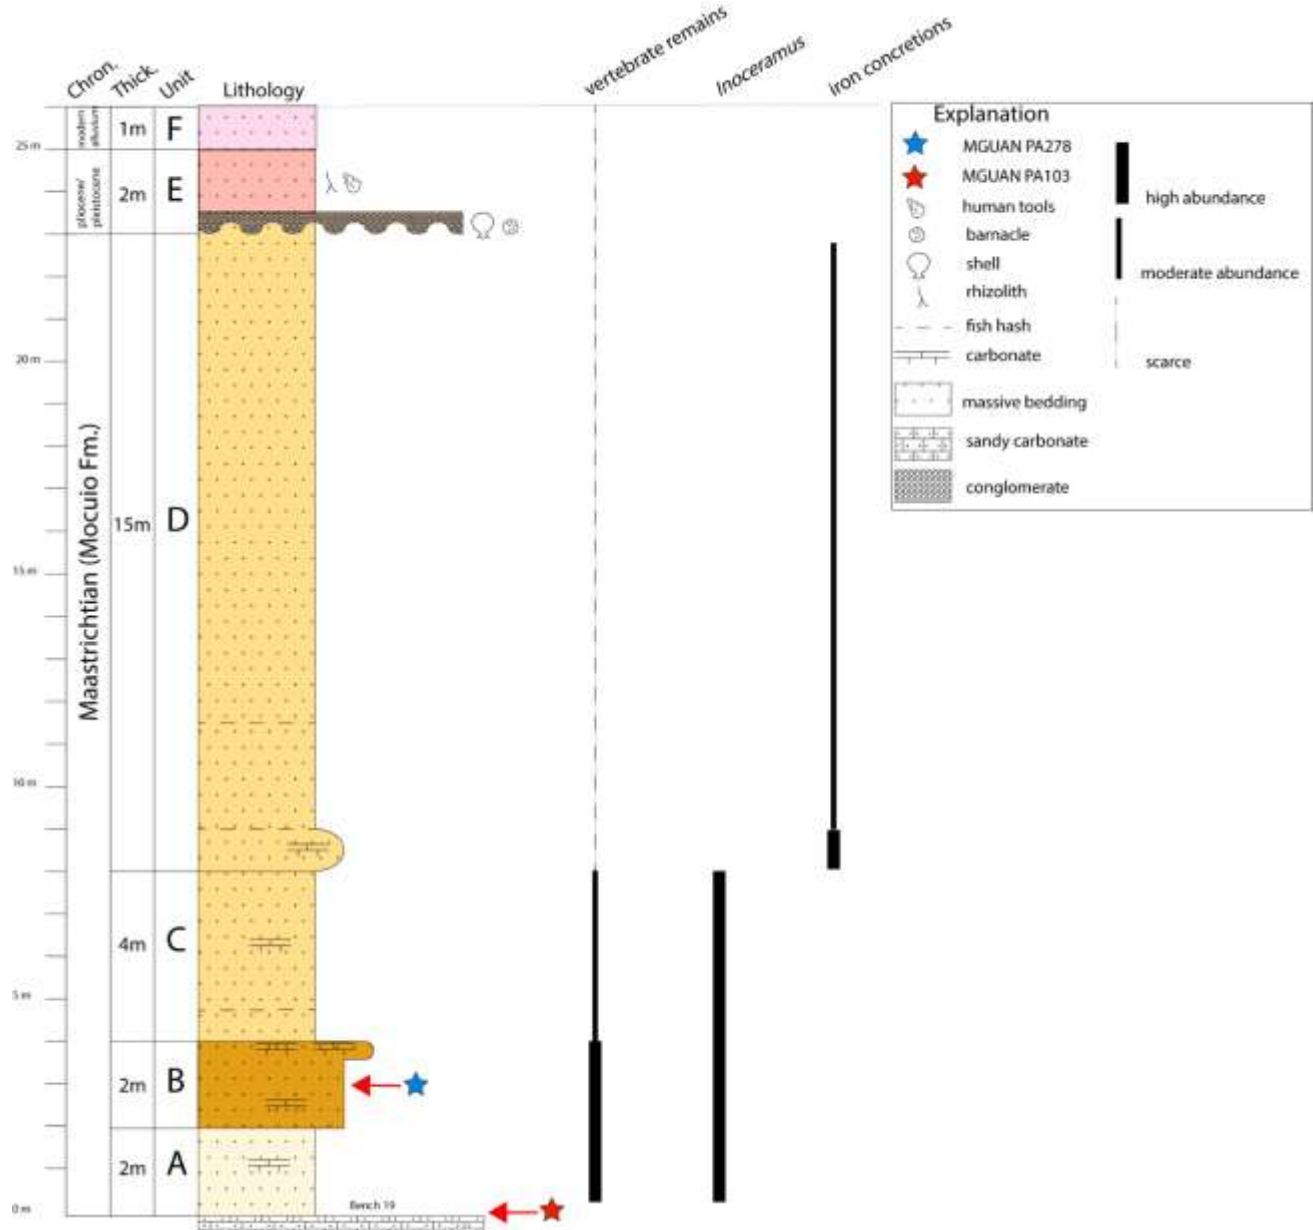 Chron.
Thick.
Unit
Lithology
vertebrate remains
Inoceramus
iron concretions
modern alluvium
1m
F
25 m
pliocene/
pleistocene
2m
E
20 m
Maastrichtian (Mocuio Fm.)
15m
D
15 m
10 m
4m
C
5 m
2m
B
2m
A
Bench 19
0 m
Explanation
MGUAN PA278
MGUAN PA103
human tools
barnacle
shell
rhizolith
fish hash
carbonate
massive bedding
sandy carbonate
conglomerate
high abundance
moderate abundance
scarce